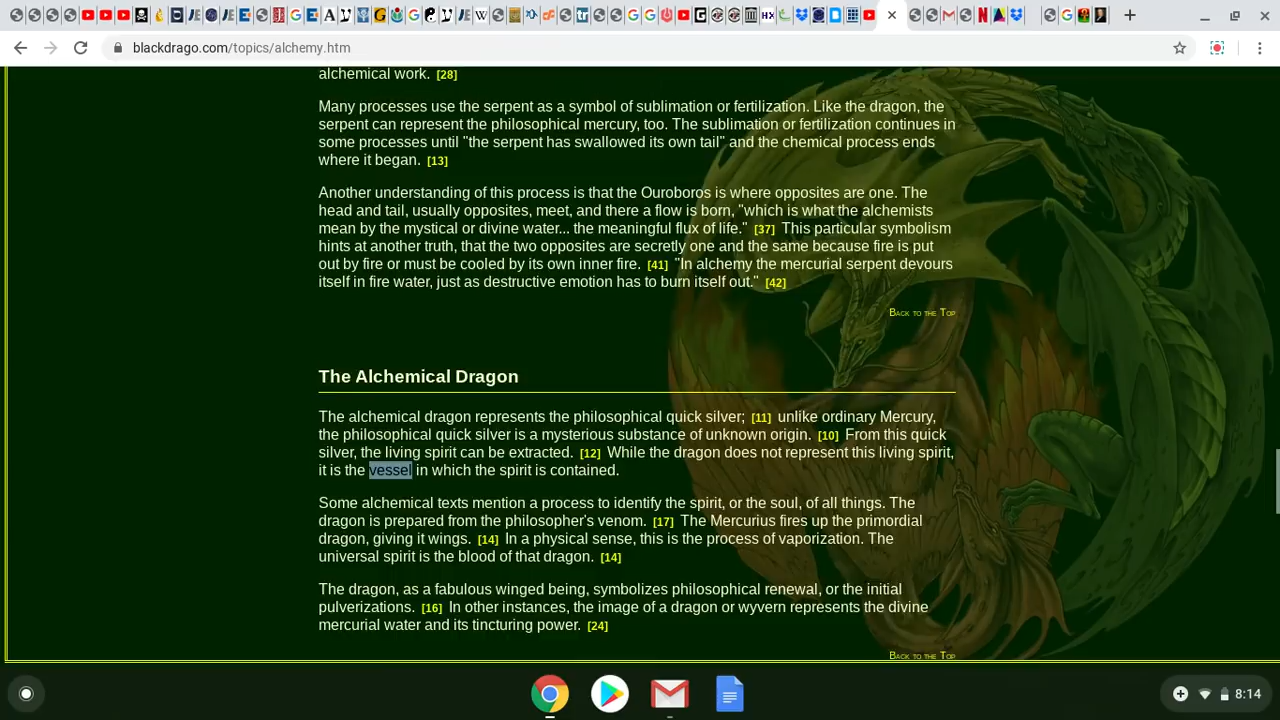 blackdrago.com/topics/alchemy.htm
alchemical work. [28]
Many processes use the serpent as a symbol of sublimation or fertilization. Like the dragon, the
serpent can represent the philosophical mercury, too. The sublimation or fertilization continues in
some processes until "the serpent has swallowed its own tail" and the chemical process ends
where it began. [13]
Another understanding of this process is that the Ouroboros is where opposites are one. The
head and tail, usually opposites, meet, and there a flow is born, "which is what the alchemists
mean by the mystical or divine water... the meaningful flux of life." [37] This particular symbolism
hints at another truth, that the two opposites are secretly one and the same because fire is put
out by fire or must be cooled by its own inner fire. [41] "In alchemy the mercurial serpent devours
itself in fire water, just as destructive emotion has to burn itself out." [42]
Back to the Top
The Alchemical Dragon
The alchemical dragon represents the philosophical quick silver; [11] unlike ordinary Mercury,
the philosophical quick silver is a mysterious substance of unknown origin. [10] From this quick
silver, the living spirit can be extracted. [12] While the dragon does not represent this living spirit,
it is the vessel in which the spirit is contained.
Some alchemical texts mention a process to identify the spirit, or the soul, of all things. The
dragon is prepared from the philosopher's venom. [17] The Mercurius fires up the primordial
dragon, giving it wings. [14] In a physical sense, this is the process of vaporization. The
universal spirit is the blood of that dragon. [14]
The dragon, as a fabulous winged being, symbolizes philosophical renewal, or the initial
pulverizations. [16] In other instances, the image of a dragon or wyvern represents the divine
mercurial water and its tincturing power. [24]
Back to the Top
8:14